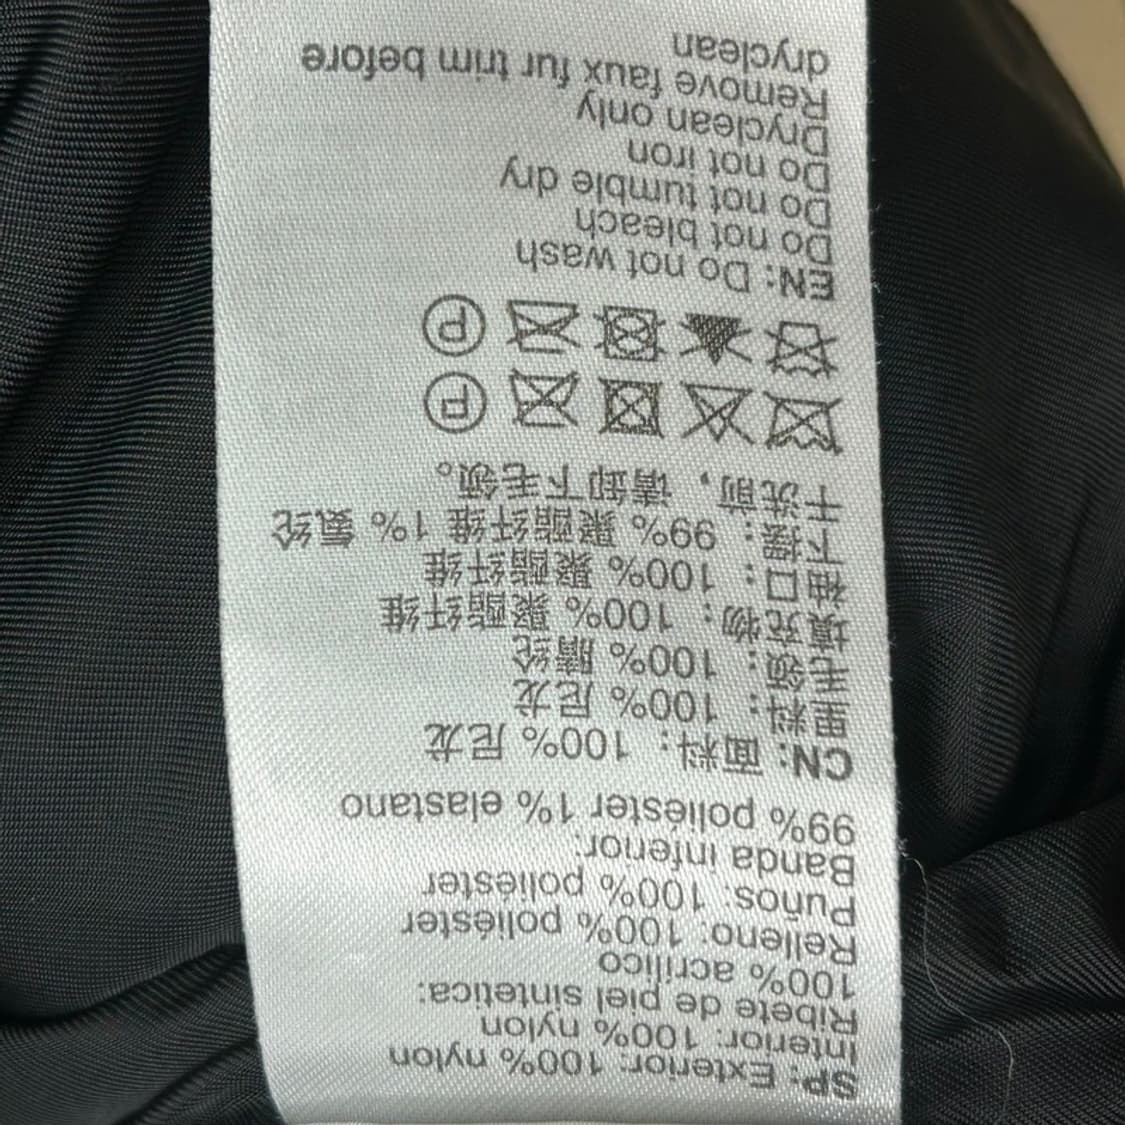 SP: Exterior: 100% nylon
Interior: 100% nylon
Ribete de piel sintetica:
100% acrilico
Relleno: 100% poliéster
Puños: 100% poliéster
Banda inferior:
99% poliéster 1% elastano
CN: 面料：100% 尼龙
里料：100% 尼龙
毛领：100% 腈纶
填充物：100% 聚酯纤维
袖口：100% 聚酯纤维
下摆：99% 聚酯纤维 1% 氨纶
干洗前，请卸下毛领。
P
P
EN: Do not wash
Do not bleach
Do not tumble dry
Do not iron
Dryclean only
Remove faux fur trim before
dryclean